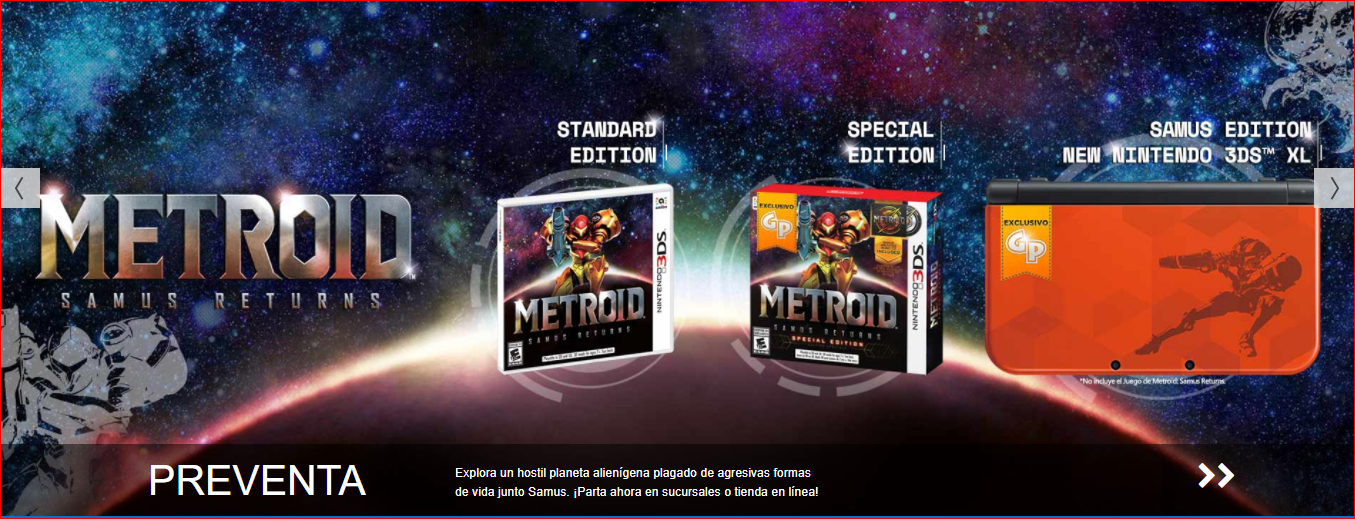 METROID
SAMUS RETURNS
STANDARD
EDITION
NINTENDO 3DS
METROID
SAMUS RETURNS
SPECIAL
EDITION
EXCLUSIVO
GP
NINTENDO 3DS
METROID
METROID
SAMUS RETURNS
SPECIAL EDITION
SAMUS EDITION
NEW NINTENDO 3DS™ XL
EXCLUSIVO
GP
*No incluye el Juego de Metroid: Samus Returns.
PREVENTA
Explora un hostil planeta alienígena plagado de agresivas formas
de vida junto Samus. ¡Parta ahora en sucursales o tienda en línea!